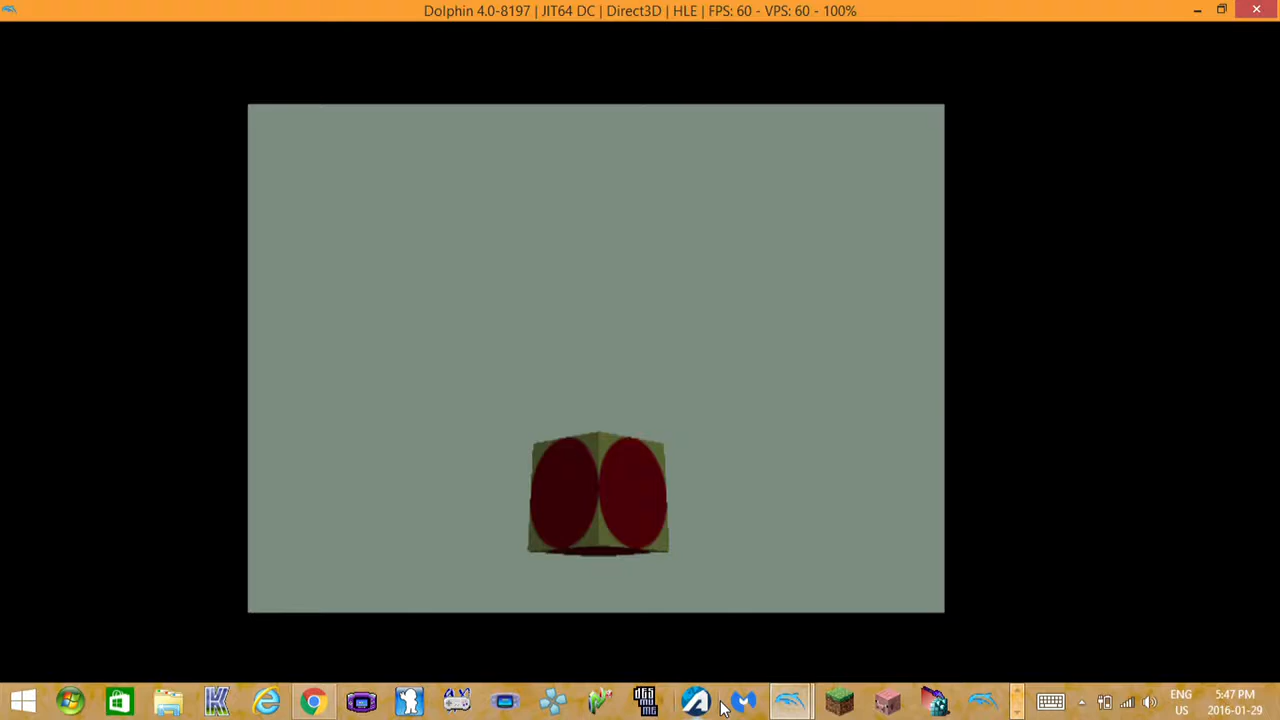 Dolphin 4.0-8197 | JIT64 DC | Direct3D | HLE | FPS: 60 - VPS: 60 - 100%
ENG 5:47 PM
US 2016-01-29